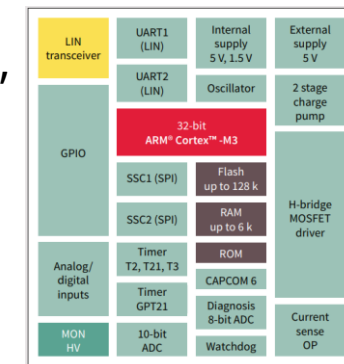 ,
LIN
transceiver
UART1
(LIN)
Internal
supply
5 V, 1.5 V
External
supply
5 V
UART2
(LIN)
Oscillator
2 stage
charge
pump
GPIO
32-bit
ARM® Cortex™ -M3
SSC1 (SPI)
Flash
up to 128 k
H-bridge
MOSFET
driver
SSC2 (SPI)
RAM
up to 6 k
Analog/
digital
inputs
Timer
T2, T21, T3
ROM
CAPCOM 6
Timer
GPT21
Diagnosis
8-bit ADC
Current
sense
OP
MON
HV
10-bit
ADC
Watchdog